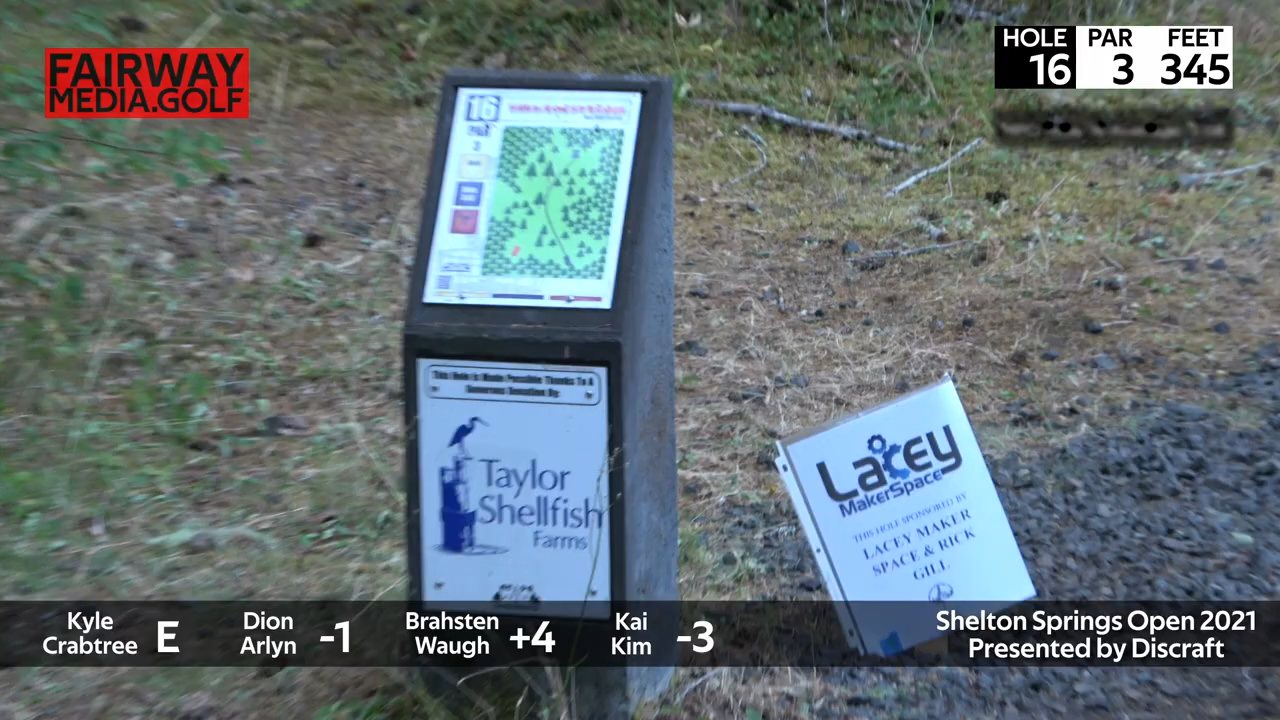 FAIRWAY
MEDIA.GOLF
HOLE PAR FEET
16 3 345
16
PAR
3
This Hole is Made Possible Thanks To A
Generous Donation By:
Taylor
Shellfish
Farms
Lacey
MakerSpace
THIS HOLE SPONSORED BY
LACEY MAKER
SPACE & RICK
GILL
Kyle
Crabtree E
Dion
Arlyn -1
Brahsten
Waugh +4
Kai
Kim -3
Shelton Springs Open 2021
Presented by Discraft